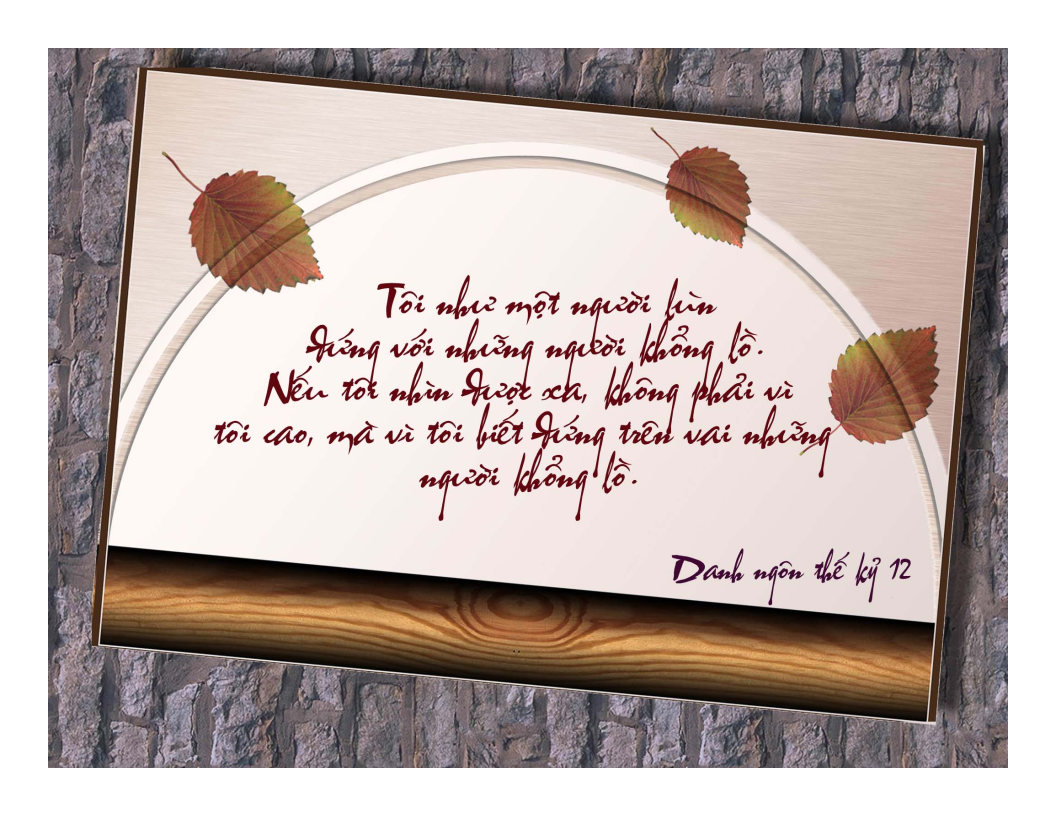 Tôi như một người lùn
đứng với những người khổng lồ.
Nếu tôi nhìn được xa, không phải vì
tôi cao, mà vì tôi biết đứng trên vai những
người khổng lồ.
Danh ngôn thế kỷ 12